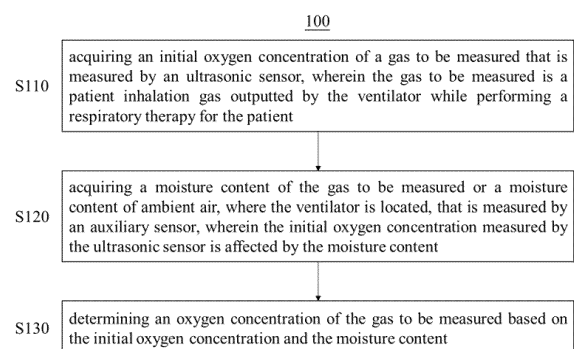 100
S110
acquiring an initial oxygen concentration of a gas to be measured that is
measured by an ultrasonic sensor, wherein the gas to be measured is a
patient inhalation gas outputted by the ventilator while performing a
respiratory therapy for the patient
S120
acquiring a moisture content of the gas to be measured or a moisture
content of ambient air, where the ventilator is located, that is measured by
an auxiliary sensor, wherein the initial oxygen concentration measured by
the ultrasonic sensor is affected by the moisture content
S130
determining an oxygen concentration of the gas to be measured based on
the initial oxygen concentration and the moisture content